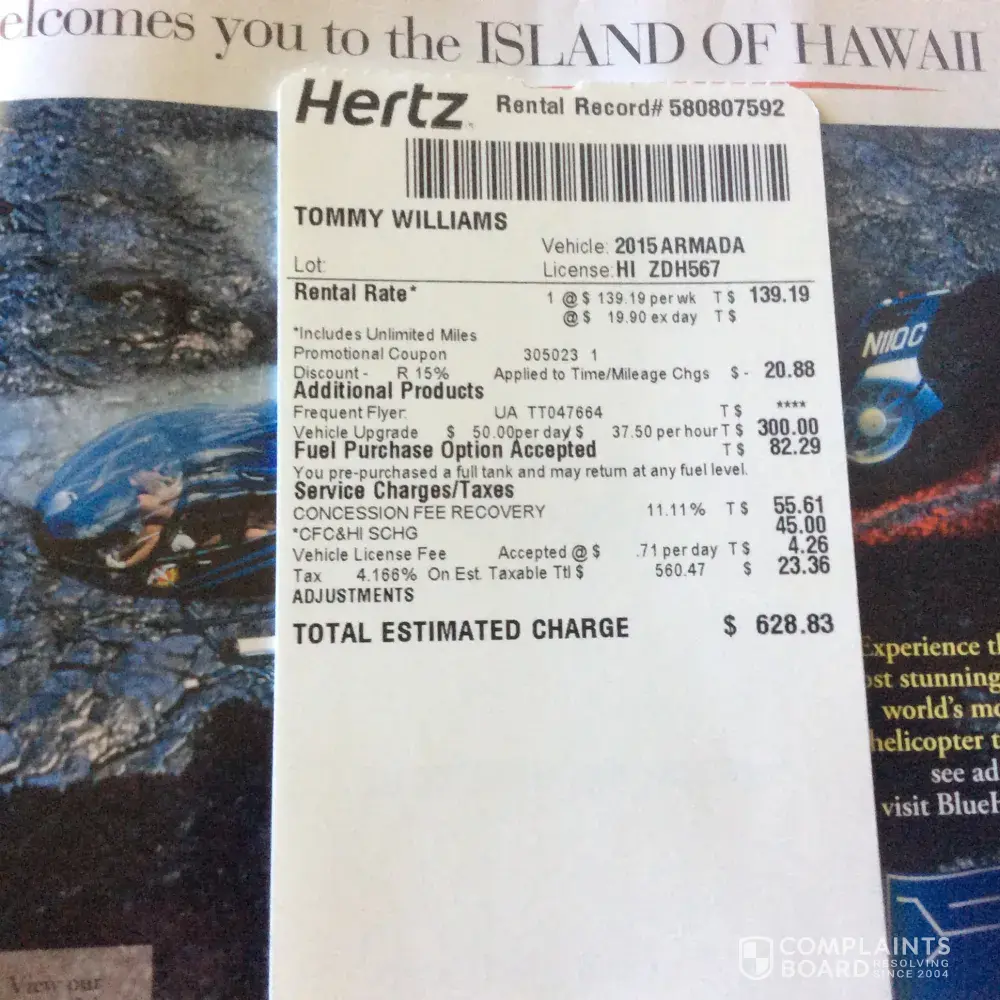 elcomes you to the ISLAND OF HAWAII
Hertz Rental Record# 580807592
TOMMY WILLIAMS
Vehicle: 2015 ARMADA
Lot: License: HI ZDH567
Rental Rate* 1 @ $ 139.19 per wk T $ 139.19
@ $ 19.90 ex day T $
*Includes Unlimited Miles
Promotional Coupon 305023 1
Discount - R 15% Applied to Time/Mileage Chgs $ - 20.88
Additional Products
Frequent Flyer: UA TT047664 T $ ****
Vehicle Upgrade $ 50.00per day $ 37.50 per hour T $ 300.00
Fuel Purchase Option Accepted T $ 82.29
You pre-purchased a full tank and may return at any fuel level.
Service Charges/Taxes
CONCESSION FEE RECOVERY 11.11% T $ 55.61
*CFC&HI SCHG 45.00
Vehicle License Fee Accepted @ $ .71 per day T $ 4.26
Tax 4.166% On Est. Taxable Ttl $ 560.47 $ 23.36
ADJUSTMENTS
TOTAL ESTIMATED CHARGE $ 628.83
N110C
Experience t
ost stunning
world's mo
helicopter t
see ad
visit BlueH
View our
COMPLAINTS
BOARD RESOLVING
SINCE 2004